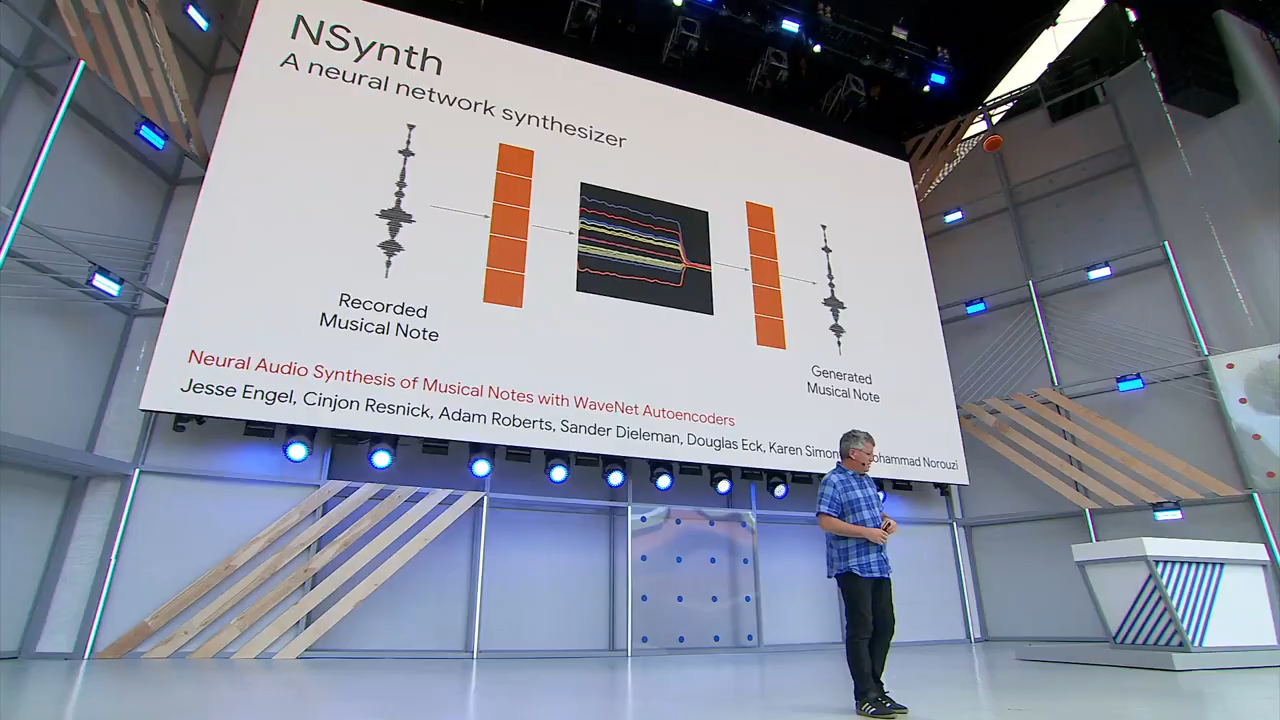 NSynth
A neural network synthesizer
Recorded
Musical Note
Generated
Musical Note
Neural Audio Synthesis of Musical Notes with WaveNet Autoencoders
Jesse Engel, Cinjon Resnick, Adam Roberts, Sander Dieleman, Douglas Eck, Karen Simon Mohammad Norouzi